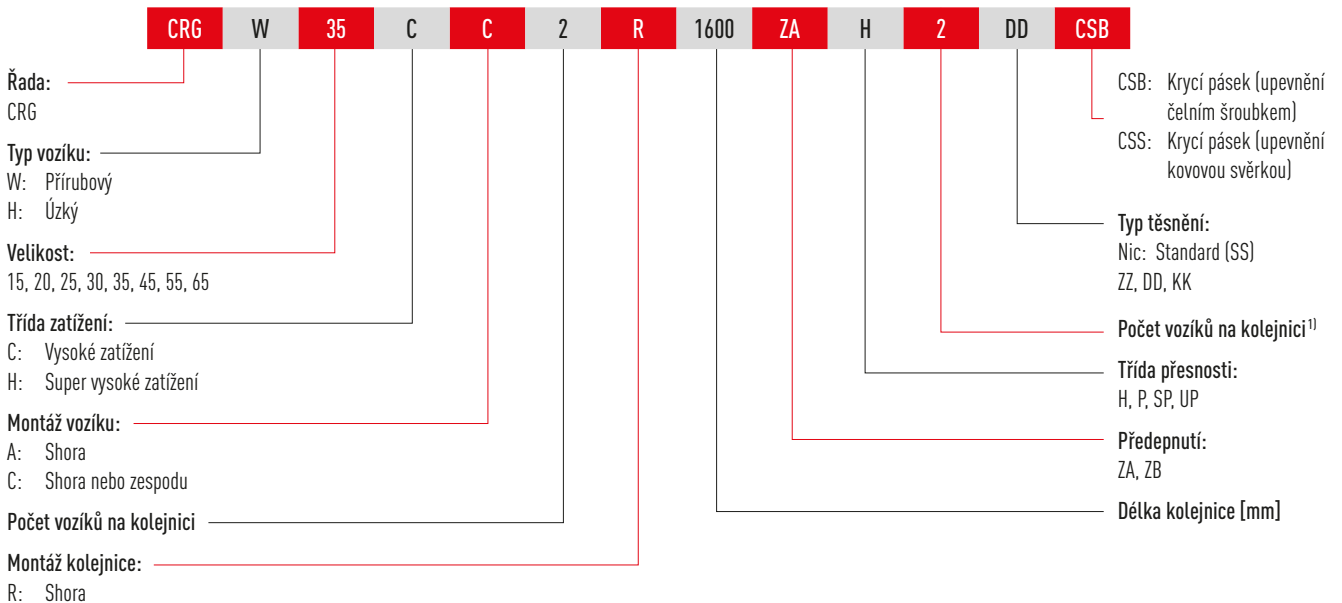 CRG W 35 C C 2 R 1600 ZA H 2 DD CSB
Řada:
CRG
Typ vozíku:
W: Přírubový
H: Úzký
Velikost:
15, 20, 25, 30, 35, 45, 55, 65
Třída zatížení:
C: Vysoké zatížení
H: Super vysoké zatížení
Montáž vozíku:
A: Shora
C: Shora nebo zespodu
Počet vozíků na kolejnici
Montáž kolejnice:
R: Shora
CSB: Krycí pásek (upevnění
čelním šroubkem)
CSS: Krycí pásek (upevnění
kovovou svěrkou)
Typ těsnění:
Nic: Standard (SS)
ZZ, DD, KK
Počet vozíků na kolejnici 1)
Třída přesnosti:
H, P, SP, UP
Předepnutí:
ZA, ZB
Délka kolejnice [mm]